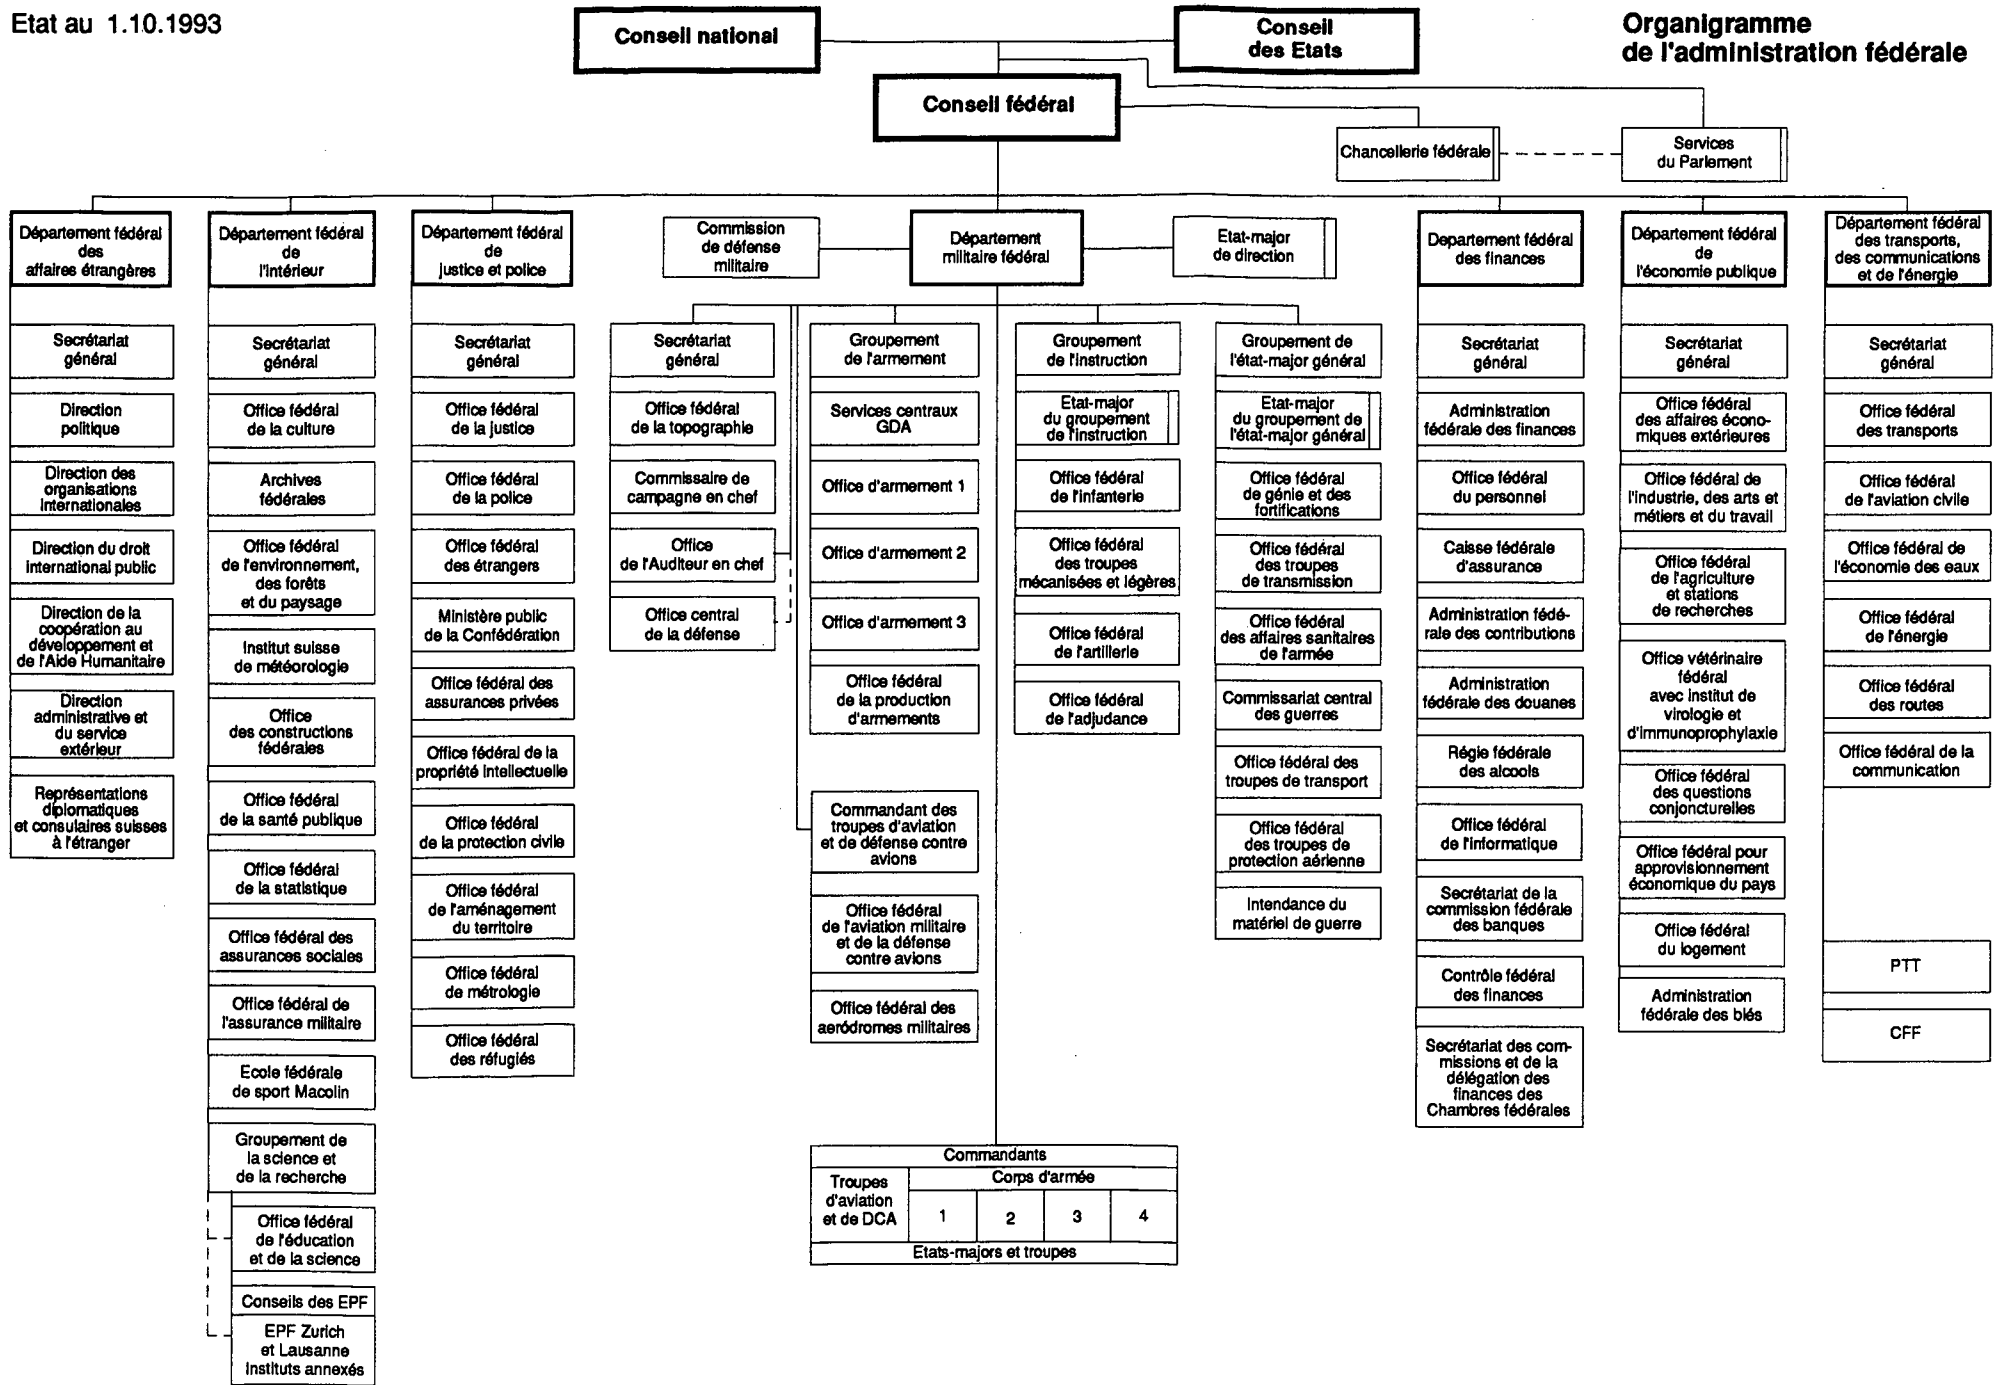 Etat au 1.10.1993
Conseil national
Conseil
des Etats
Organigramme
de l'administration fédérale
Conseil fédéral
Chancellerie fédérale
Services
du Parlement
Département fédéral
des
affaires étrangères
Secrétariat
général
Direction
politique
Direction des
organisations
internationales
Direction du droit
international public
Direction de la
coopération au
développement et
de l'Aide Humanitaire
Direction
administrative et
du service
extérieur
Représentations
diplomatiques
et consulaires suisses
à l'étranger
Département fédéral
de
l'intérieur
Secrétariat
général
Office fédéral
de la culture
Archives
fédérales
Office fédéral
de l'environnement,
des forêts
et du paysage
Institut suisse
de météorologie
Office
des constructions
fédérales
Office fédéral
de la santé publique
Office fédéral
de la statistique
Office fédéral des
assurances sociales
Office fédéral de
l'assurance militaire
Ecole fédérale
de sport Macolin
Groupement de
la science et
de la recherche
Office fédéral
de l'éducation
et de la science
Conseils des EPF
EPF Zurich
et Lausanne
Instituts annexés
Département fédéral
de
justice et police
Secrétariat
général
Office fédéral
de la justice
Office fédéral
de la police
Office fédéral
des étrangers
Ministère public
de la Confédération
Office fédéral des
assurances privées
Office fédéral de la
propriété intellectuelle
Office fédéral
de la protection civile
Office fédéral
de l'aménagement
du territoire
Office fédéral
de métrologie
Office fédéral
des réfugiés
Commission
de défense
militaire
Département
militaire fédéral
Etat-major
de direction
Secrétariat
général
Office fédéral
de la topographie
Commissaire de
campagne en chef
Office
de l'Auditeur en chef
Office central
de la défense
Groupement
de l'armement
Services centraux
GDA
Office d'armement 1
Office d'armement 2
Office d'armement 3
Office fédéral
de la production
d'armements
Commandant des
troupes d'aviation
et de défense contre
avions
Office fédéral
de l'aviation militaire
et de la défense
contre avions
Office fédéral des
aeródromes militaires
Groupement
de l'instruction
Etat-major
du groupement
de l'instruction
Office fédéral
de l'infanterie
Office fédéral
des troupes
mécanisées et légères
Office fédéral
de l'artillerie
Office fédéral
de l'adjudance
Groupement de
l'état-major général
Etat-major
du groupement de
l'état-major général
Office fédéral
de génie et des
fortifications
Office fédéral
des troupes
de transmission
Office fédéral
des affaires sanitaires
de l'armée
Commissariat central
des guerres
Office fédéral des
troupes de transport
Office fédéral
des troupes de
protection aérienne
Intendance du
matériel de guerre
Commandants
Troupes
d'aviation
et de DCA
Corps d'armée
1 2 3 4
Etats-majors et troupes
Departement fédéral
des finances
Secrétariat
général
Administration
fédérale des finances
Office fédéral
du personnel
Caisse fédérale
d'assurance
Administration fédé-
rale des contributions
Administration
fédérale des douanes
Régie fédérale
des alcools
Office fédéral
de l'informatique
Secrétariat de la
commission fédérale
des banques
Contrôle fédéral
des finances
Secrétariat des com-
missions et de la
délégation des
finances des
Chambres fédérales
Département fédéral
de
l'économie publique
Secrétariat
général
Office fédéral
des affaires écono-
miques extérieures
Office fédéral de
l'industrie, des arts et
métiers et du travail
Office fédéral
de l'agriculture
et stations
de recherches
Office vétérinaire
fédéral
avec institut de
virologie et
d'immunoprophylaxie
Office fédéral
des questions
conjoncturelles
Office fédéral pour
approvisionnement
économique du pays
Office fédéral
du logement
Administration
fédérale des blés
Département fédéral
des transports,
des communications
et de l'énergie
Secrétariat
général
Office fédéral
des transports
Office fédéral
de l'aviation civile
Office fédéral de
l'économie des eaux
Office fédéral
de l'énergie
Office fédéral
des routes
Office fédéral de la
communication
PTT
CFF